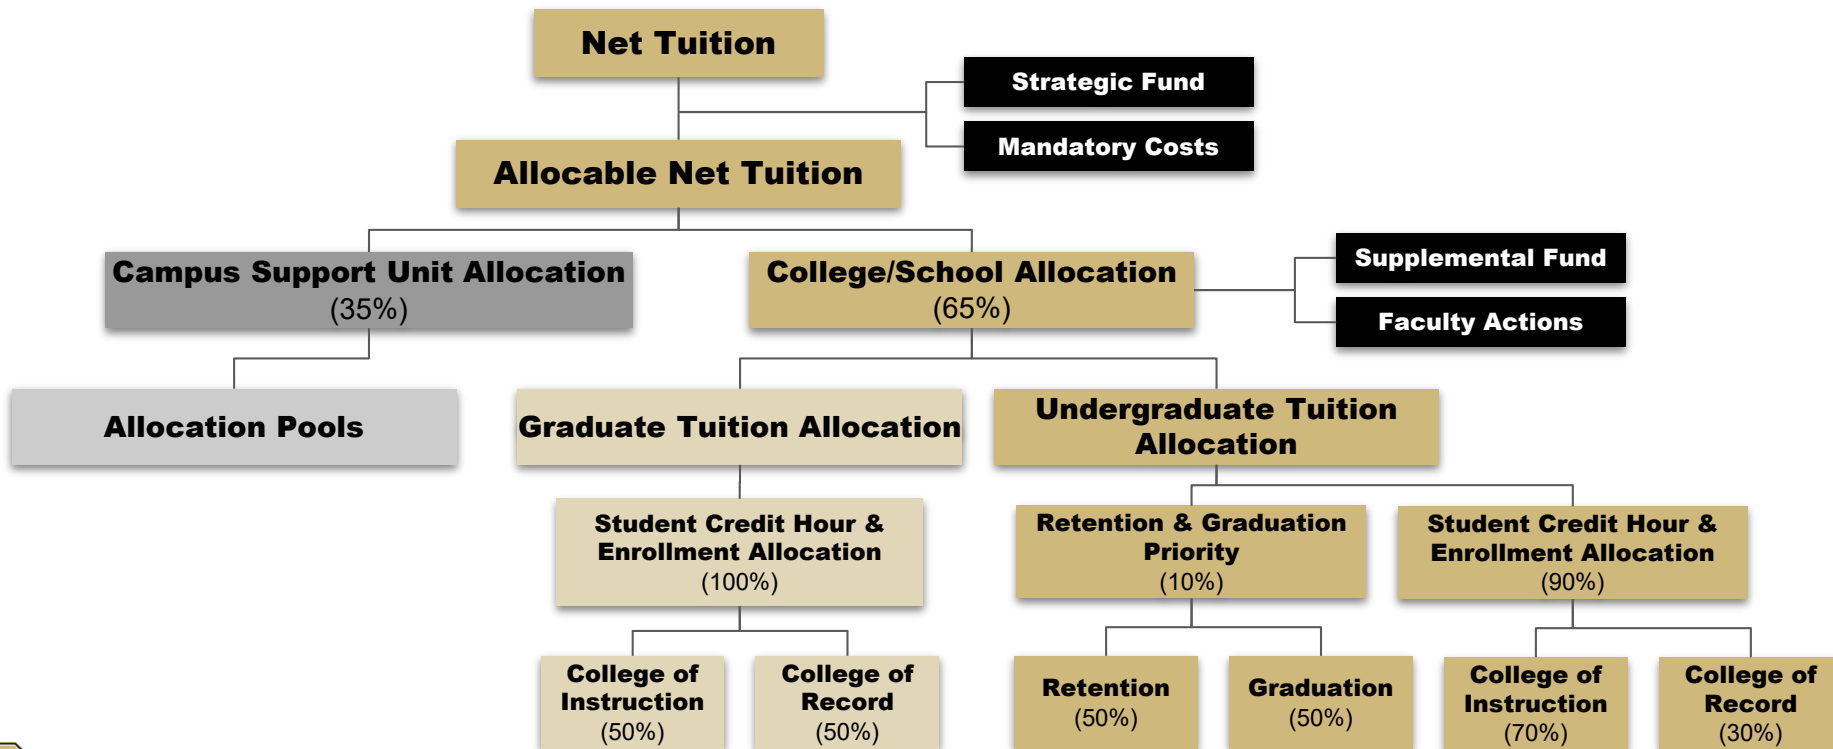 Net Tuition
Strategic Fund
Mandatory Costs
Allocable Net Tuition
Campus Support Unit Allocation
(35%)
College/School Allocation
(65%)
Supplemental Fund
Faculty Actions
Allocation Pools
Graduate Tuition Allocation
Undergraduate Tuition
Allocation
Student Credit Hour &
Enrollment Allocation
(100%)
Retention & Graduation
Priority
(10%)
Student Credit Hour &
Enrollment Allocation
(90%)
College of
Instruction
(50%)
College of
Record
(50%)
Retention
(50%)
Graduation
(50%)
College of
Instruction
(70%)
College of
Record
(30%)